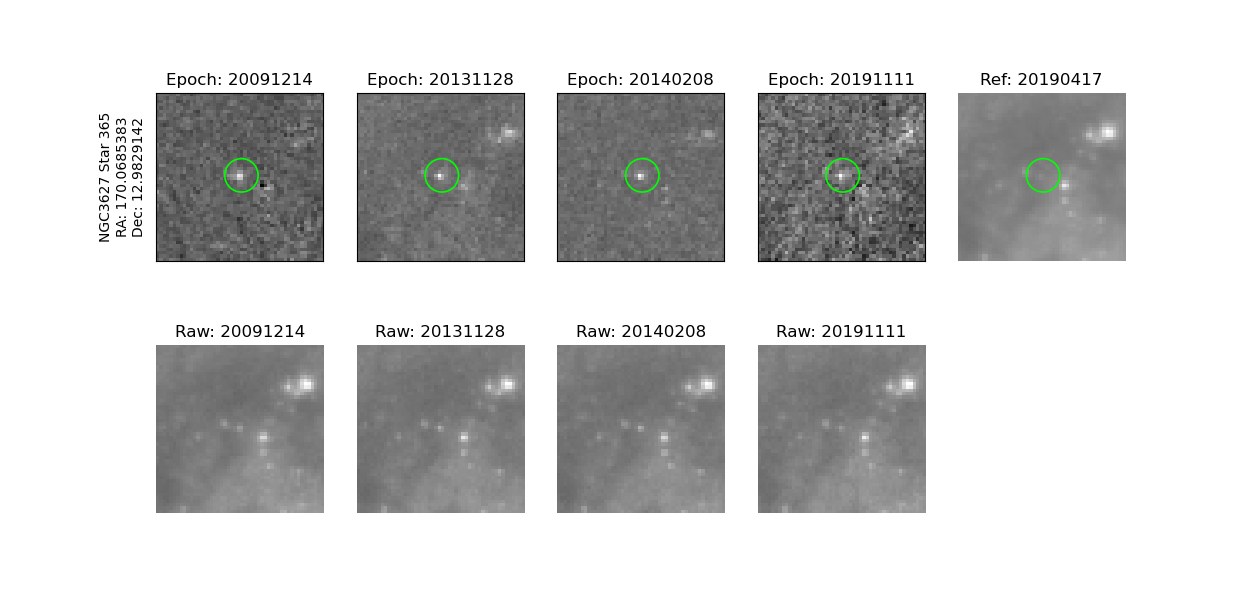 NGC3627 Star 365
RA: 170.0685383
Dec: 12.9829142
Epoch: 20091214
Epoch: 20131128
Epoch: 20140208
Epoch: 20191111
Ref: 20190417
Raw: 20091214
Raw: 20131128
Raw: 20140208
Raw: 20191111